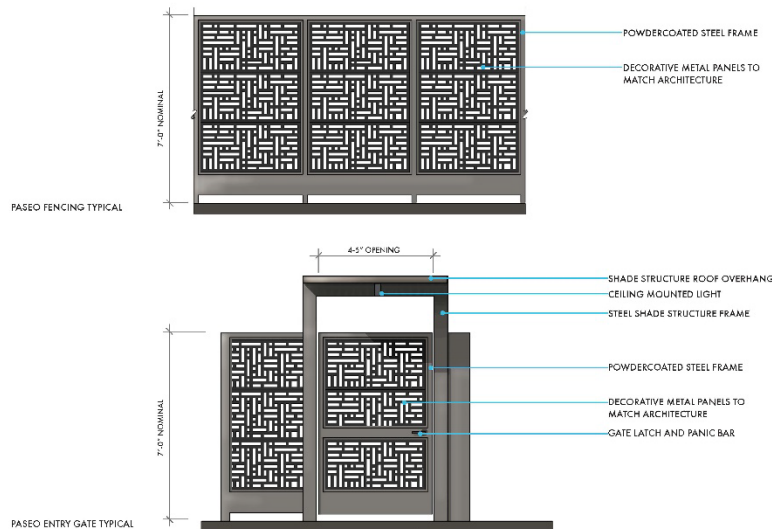 POWDERCOATED STEEL FRAME
DECORATIVE METAL PANELS TO
MATCH ARCHITECTURE
7'-0" NOMINAL
PASEO FENCING TYPICAL
4-5" OPENING
SHADE STRUCTURE ROOF OVERHANG
CEILING MOUNTED LIGHT
STEEL SHADE STRUCTURE FRAME
POWDERCOATED STEEL FRAME
DECORATIVE METAL PANELS TO
MATCH ARCHITECTURE
GATE LATCH AND PANIC BAR
7'-0" NOMINAL
PASEO ENTRY GATE TYPICAL